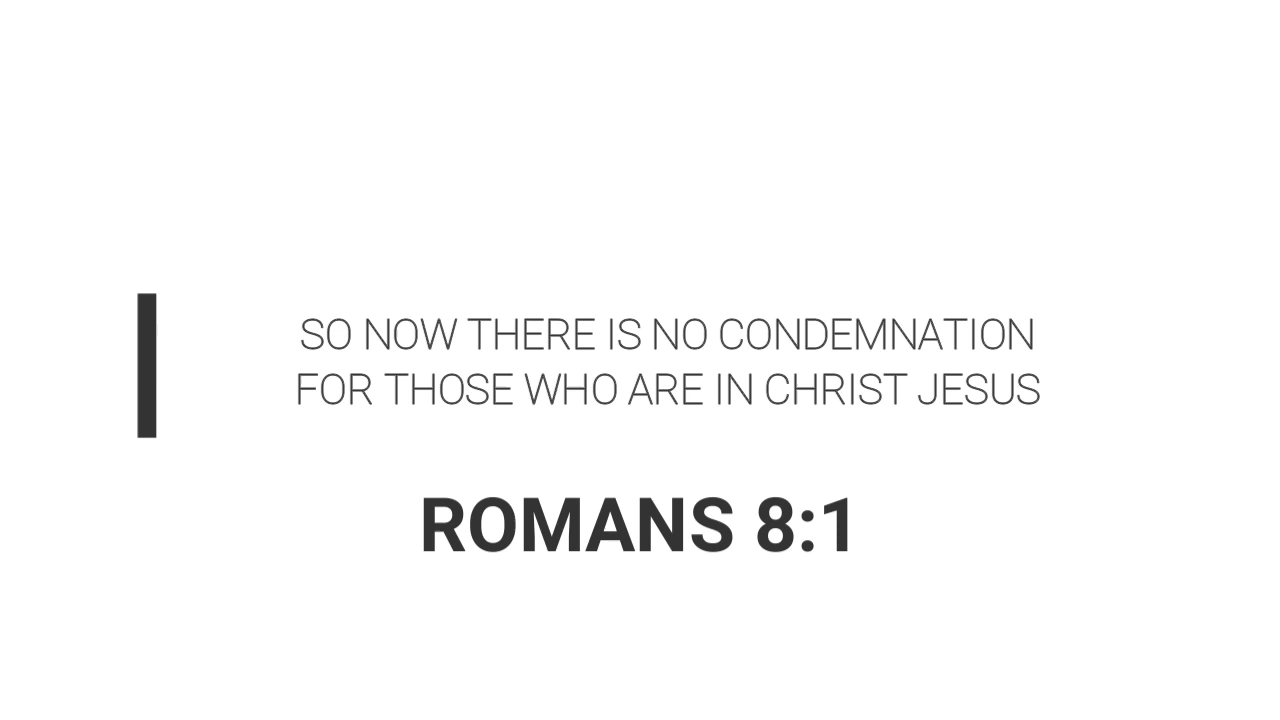 SO NOW THERE IS NO CONDEMNATION
FOR THOSE WHO ARE IN CHRIST JESUS
ROMANS 8:1